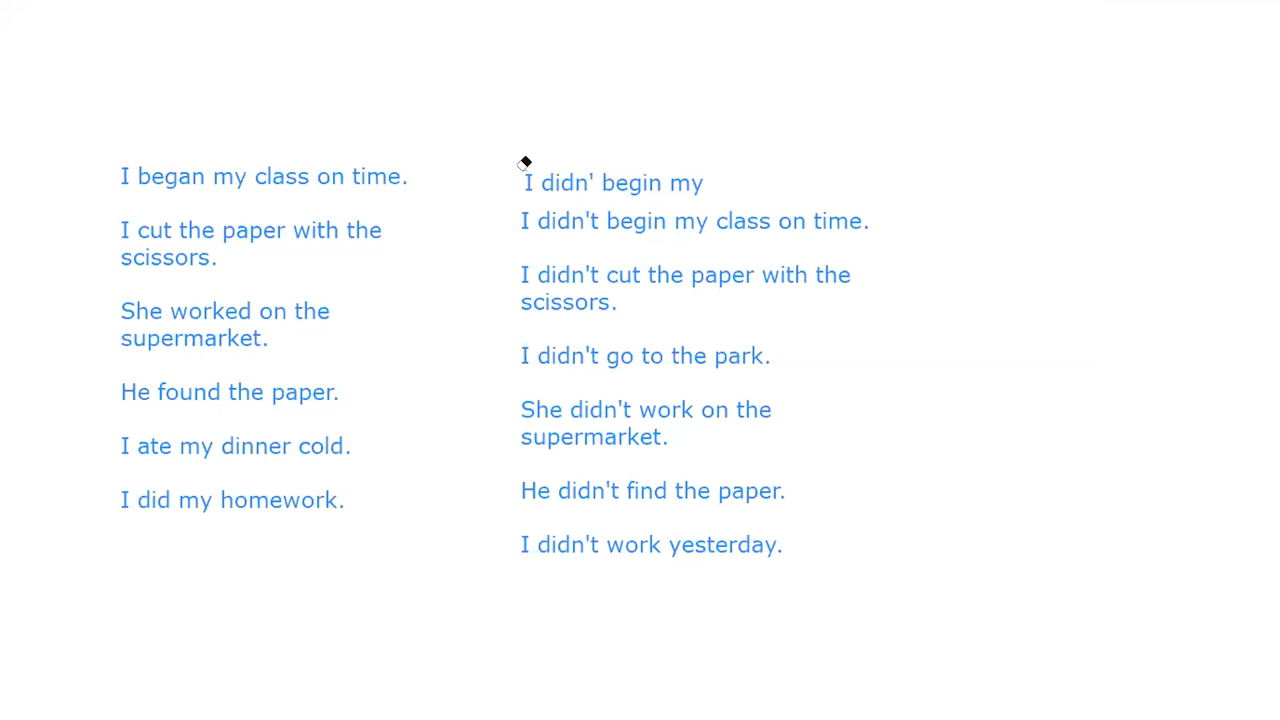 I began my class on time.
I cut the paper with the
scissors.
She worked on the
supermarket.
He found the paper.
I ate my dinner cold.
I did my homework.
I didn' begin my
I didn't begin my class on time.
I didn't cut the paper with the
scissors.
I didn't go to the park.
She didn't work on the
supermarket.
He didn't find the paper.
I didn't work yesterday.